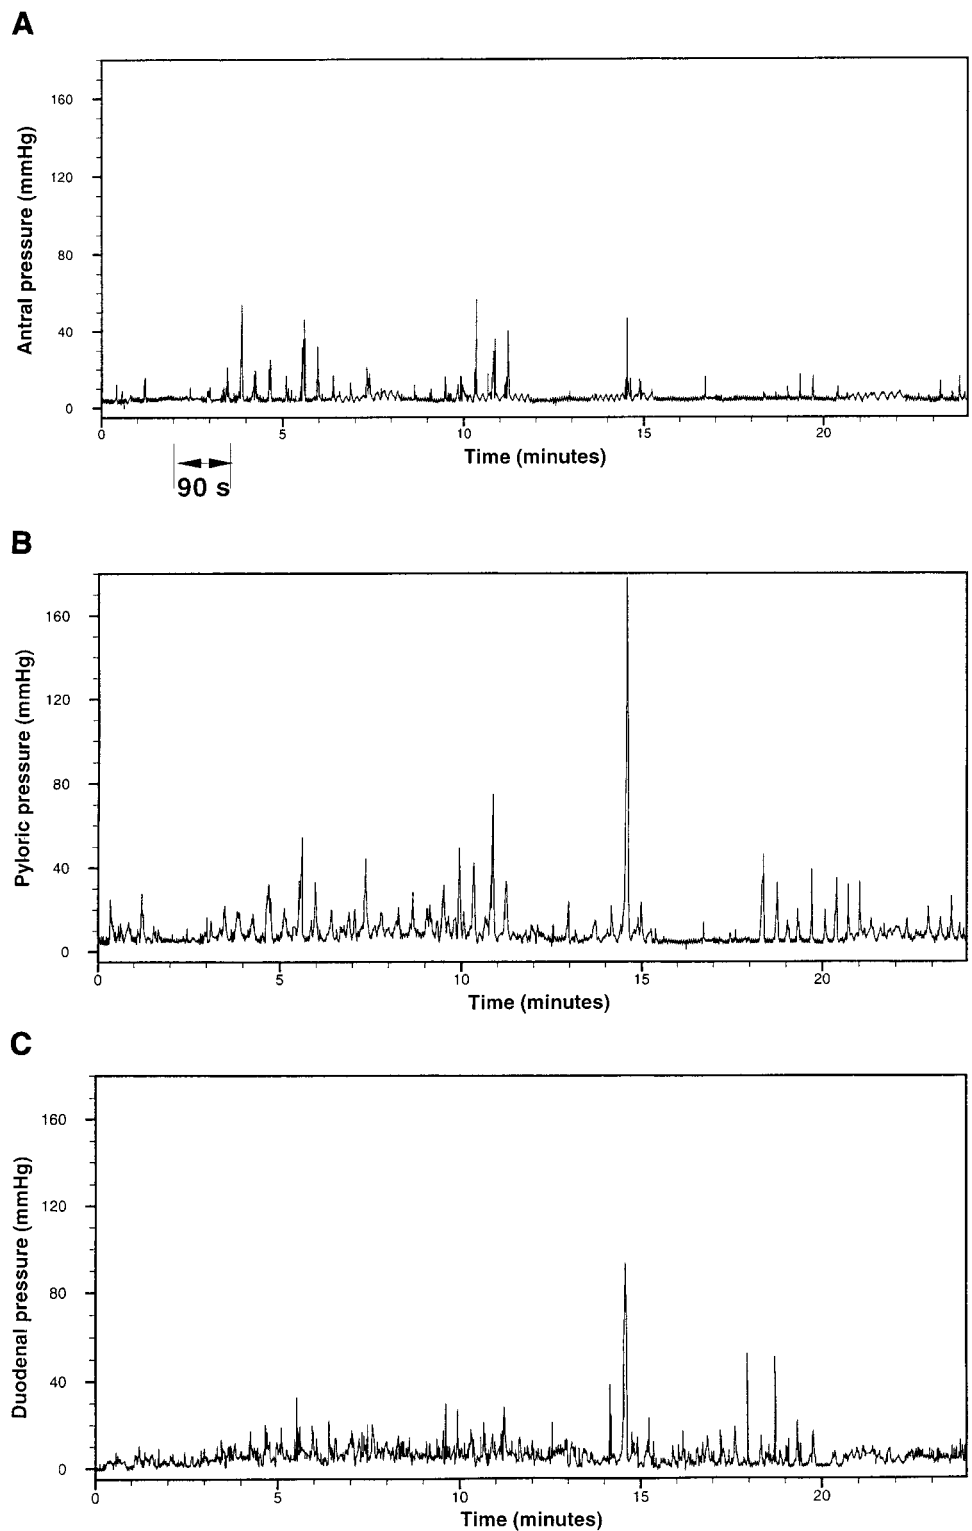 A
Antral pressure (mmHg)
160
120
80
40
0
0 5 10 15 20
Time (minutes)
90 s
B
Pyloric pressure (mmHg)
160
120
80
40
0
0 5 10 15 20
Time (minutes)
C
Duodenal pressure (mmHg)
160
120
80
40
0
0 5 10 15 20
Time (minutes)